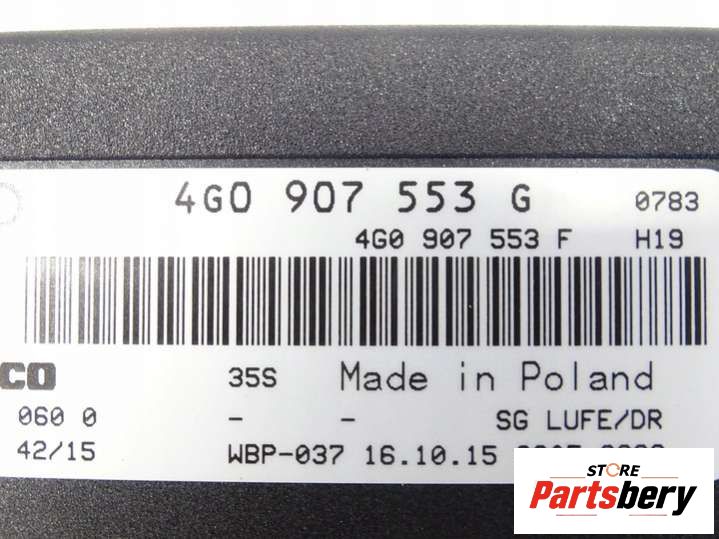 4G0 907 553 G 0783
4G0 907 553 F H19
CO 35S Made in Poland
060 0 - - SG LUFE/DR
42/15 WBP-037 16.10.15
STORE
Partsbery